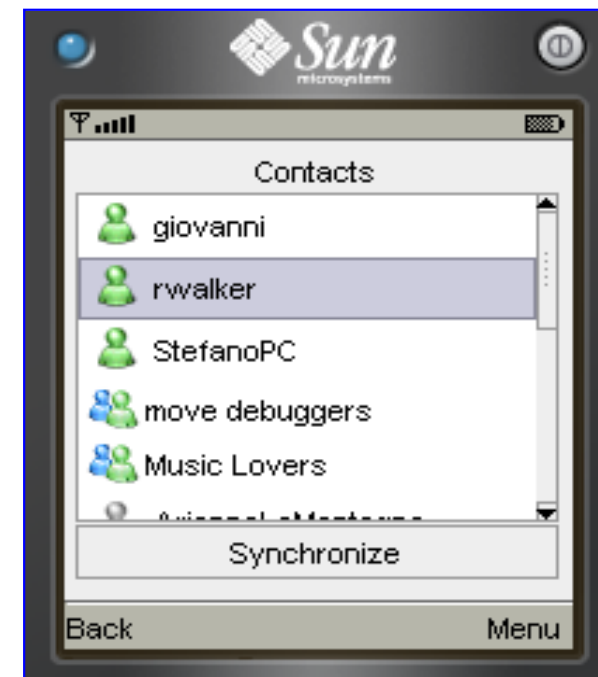 Sun
microsystems
Contacts
giovanni
rwalker
StefanoPC
move debuggers
Music Lovers
Synchronize
Back Menu